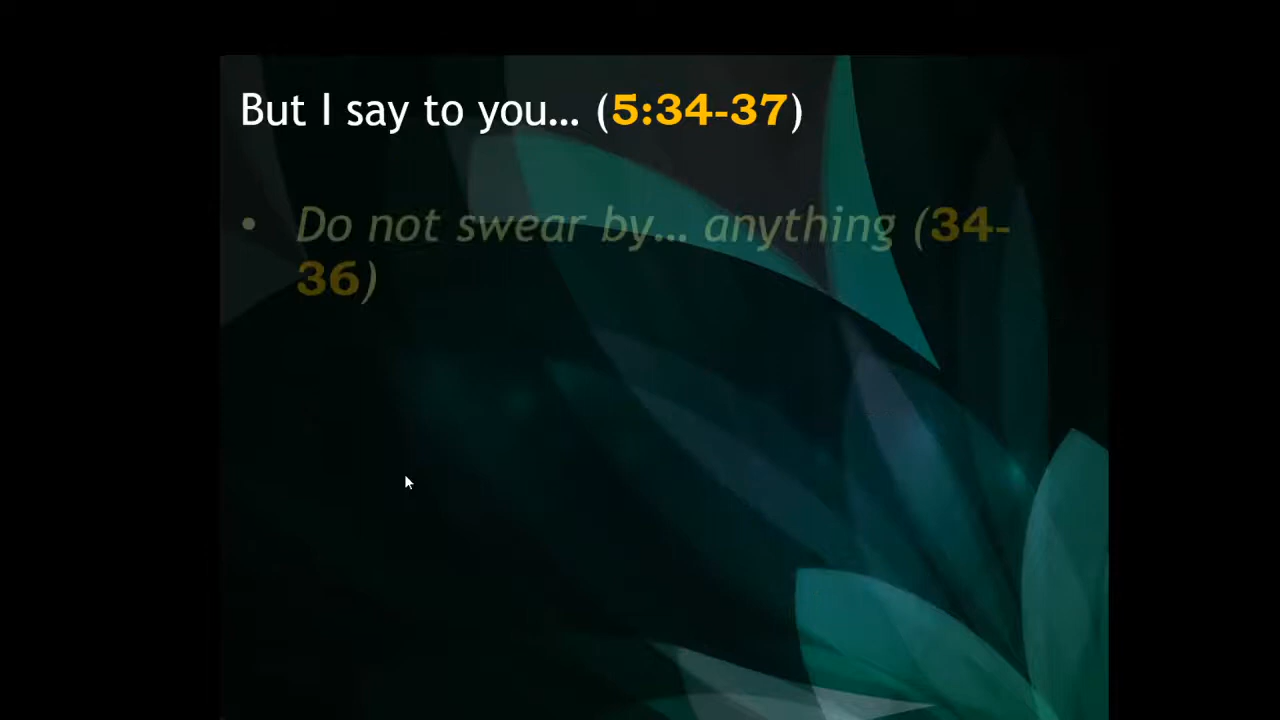 But I say to you... (5:34-37)
• Do not swear by... anything (34-
36)